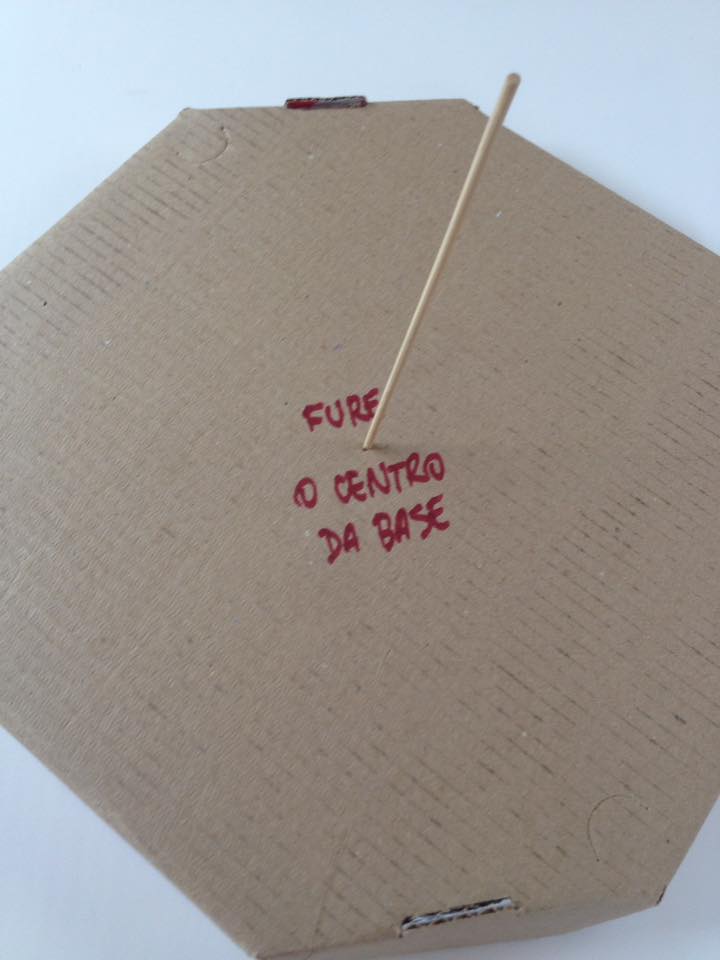 FURE
O CENTRO
DA BASE